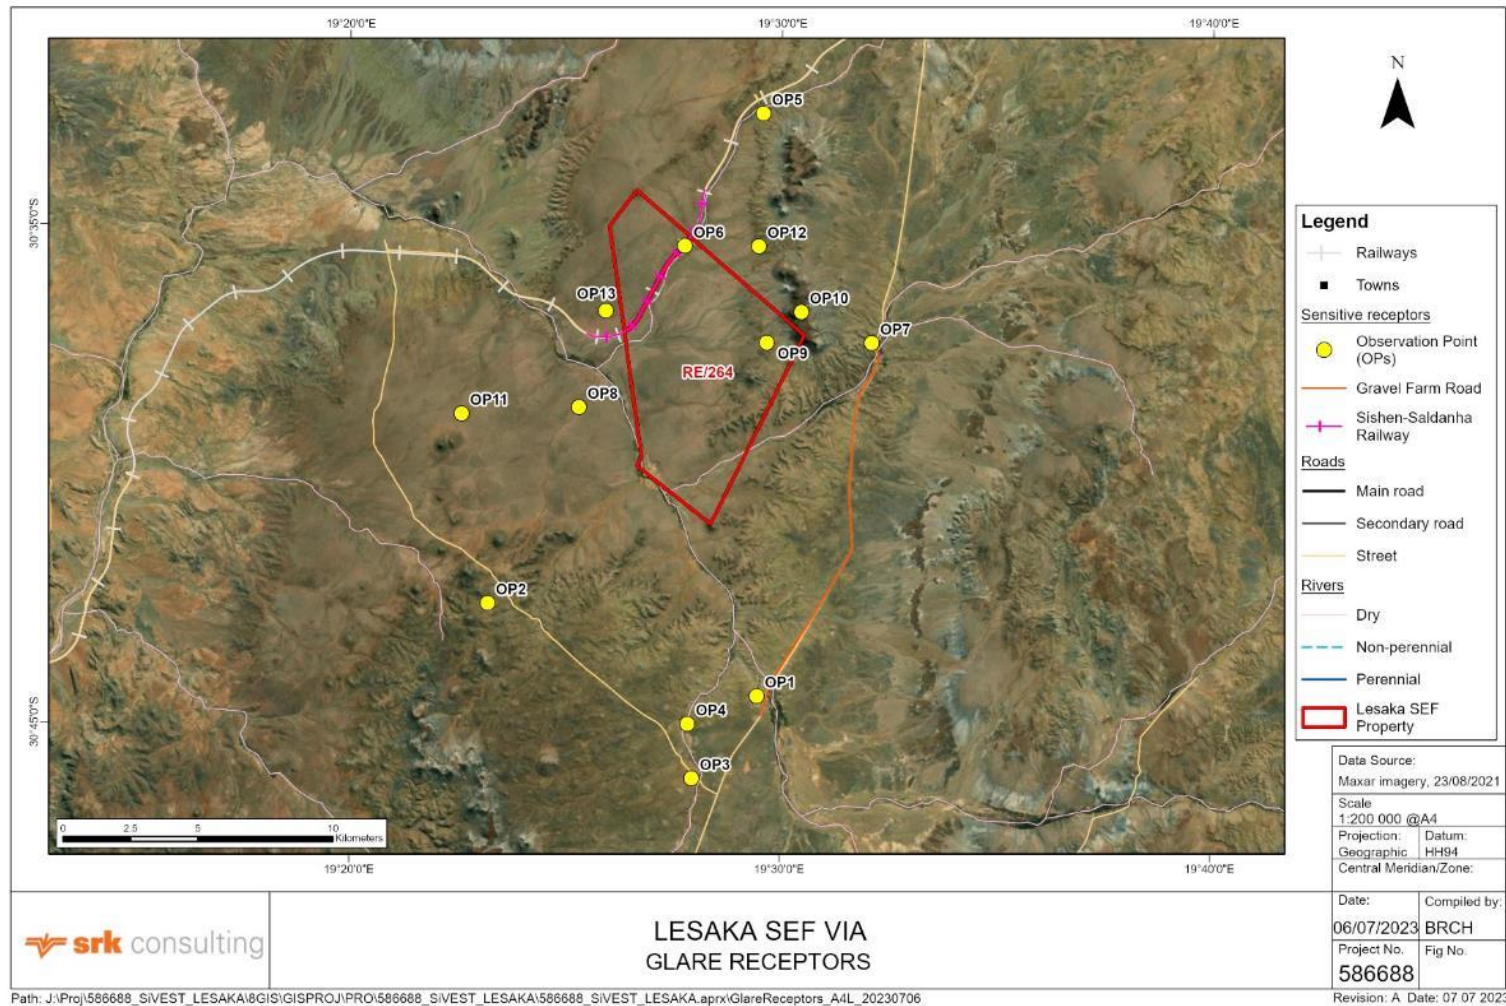 19°20'0"E
19°30'0"E
19°40'0"E
N
OP5
30°35'0"S
OP6
OP12
OP13
OP10
OP7
OP9
RE/264
OP11
OP8
OP2
OP1
30°45'0"S
OP4
OP3
0 2.5 5 10
Kilometers
19°20'0"E
19°30'0"E
19°40'0"E
Legend
Railways
Towns
Sensitive receptors
Observation Point
(OPs)
Gravel Farm Road
Sishen-Saldanha
Railway
Roads
Main road
Secondary road
Street
Rivers
Dry
Non-perennial
Perennial
Lesaka SEF
Property
Data Source:
Maxar imagery, 23/08/2021
Scale
1:200 000 @A4
Projection: Datum:
Geographic HH94
Central Meridian/Zone:
Date: Compiled by:
06/07/2023 BRCH
Project No. Fig No.
586688
srk consulting
LESAKA SEF VIA
GLARE RECEPTORS
Path: J:\Proj\586688_SiVEST_LESAKA\8GIS\GISPROJ\PRO\586688_SiVEST_LESAKA\586688_SiVEST_LESAKA.aprx\GlareReceptors_A4L_20230706
Revision: A Date: 07 07 2023